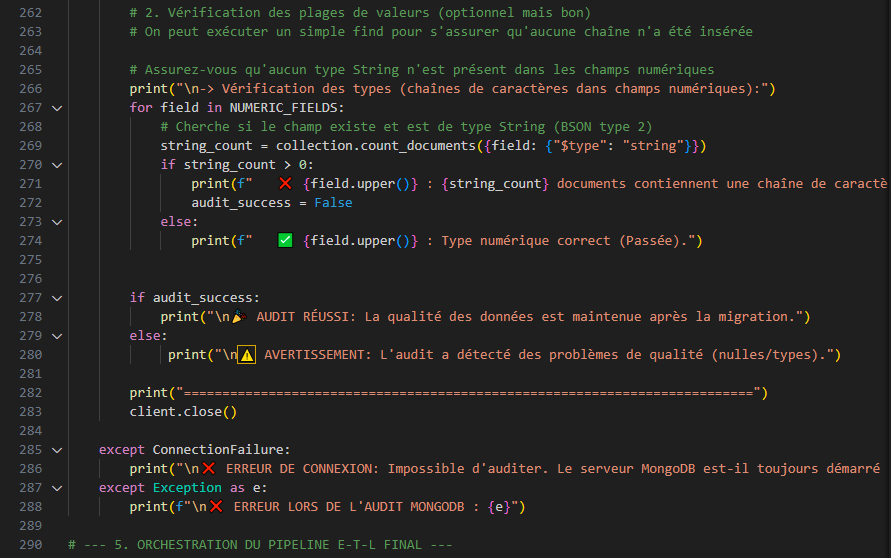 262 # 2. Vérification des plages de valeurs (optionnel mais bon)
263 # On peut exécuter un simple find pour s'assurer qu'aucune chaîne n'a été insérée
264
265 # Assurez-vous qu'aucun type String n'est présent dans les champs numériques
266 print("\n-> Vérification des types (chaînes de caractères dans champs numériques):")
267 for field in NUMERIC_FIELDS:
268 # Cherche si le champ existe et est de type String (BSON type 2)
269 string_count = collection.count_documents({field: {"$type": "string"}})
270 if string_count > 0:
271 print(f"   ❌ {field.upper()} : {string_count} documents contiennent une chaîne de caractè
272 audit_success = False
273 else:
274 print(f"   ✅ {field.upper()} : Type numérique correct (Passée).")
275
276
277 if audit_success:
278 print("\n🎉 AUDIT RÉUSSI: La qualité des données est maintenue après la migration.")
279 else:
280 print("\n⚠️ AVERTISSEMENT: L'audit a détecté des problèmes de qualité (nulles/types).")
281
282 print("==========================================================================")
283 client.close()
284
285 except ConnectionFailure:
286 print("\n❌ ERREUR DE CONNEXION: Impossible d'auditer. Le serveur MongoDB est-il toujours démarré
287 except Exception as e:
288 print(f"\n❌ ERREUR LORS DE L'AUDIT MONGODB : {e}")
289
290 # --- 5. ORCHESTRATION DU PIPELINE E-T-L FINAL ---